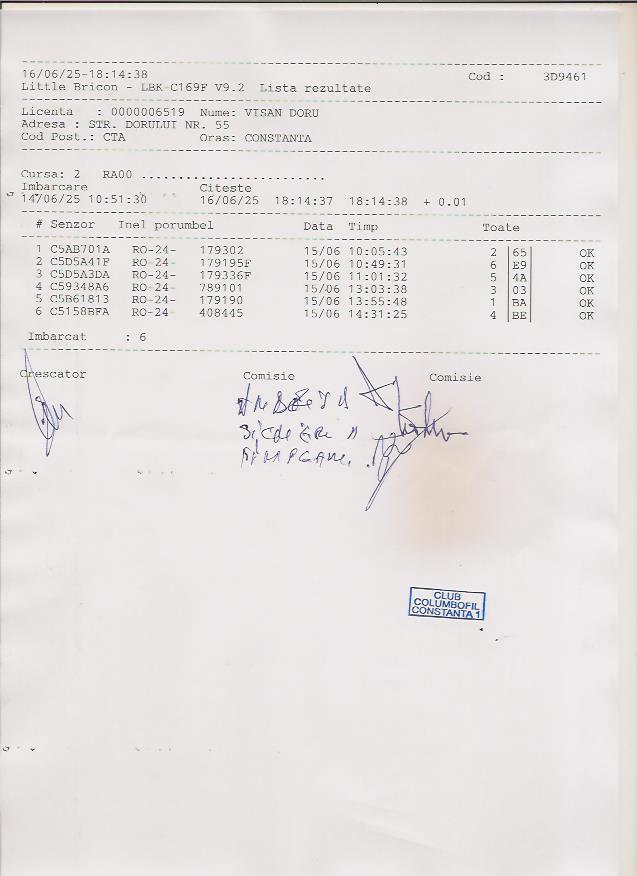 16/06/25-18:14:38 Cod : 3D9461
Little Bricon - LBK-C169F V9.2 Lista rezultate
Licenta : 0000006519 Nume: VISAN DORU
Adresa : STR. DORULUI NR. 55
Cod Post.: CTA Oras: CONSTANTA
Cursa: 2 RA00 .........................
Imbarcare Citeste
14/06/25 10:51:30 16/06/25 18:14:37 18:14:38 + 0.01
# Senzor Inel porumbel Data Timp Toate
1 C5AB701A RO-24- 179302 15/06 10:05:43 2 |65| OK
2 C5D5A41F RO-24- 179195F 15/06 10:49:31 6 |E9| OK
3 C5D5A3DA RO-24- 179336F 15/06 11:01:32 5 |4A| OK
4 C59348A6 RO-24- 789101 15/06 13:03:38 3 |03| OK
5 C5B61813 RO-24- 179190 15/06 13:55:48 1 |BA| OK
6 C5158BFA RO-24- 408445 15/06 14:31:25 4 |BE| OK
Imbarcat : 6
Crescator Comisie Comisie
CLUB
COLUMBOFIL
CONSTANTA 1